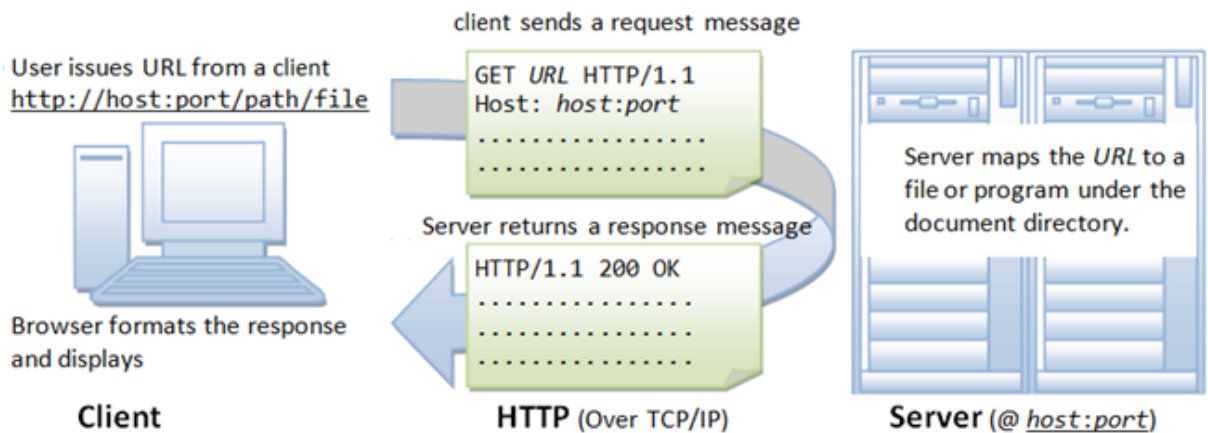 client sends a request message
User issues URL from a client
http://host:port/path/file
GET URL HTTP/1.1
Host: host:port
..................
..................
Server maps the URL to a
file or program under the
document directory.
Server returns a response message
HTTP/1.1 200 OK
.................
.................
.................
Browser formats the response
and displays
Client
HTTP (Over TCP/IP)
Server (@ host:port)